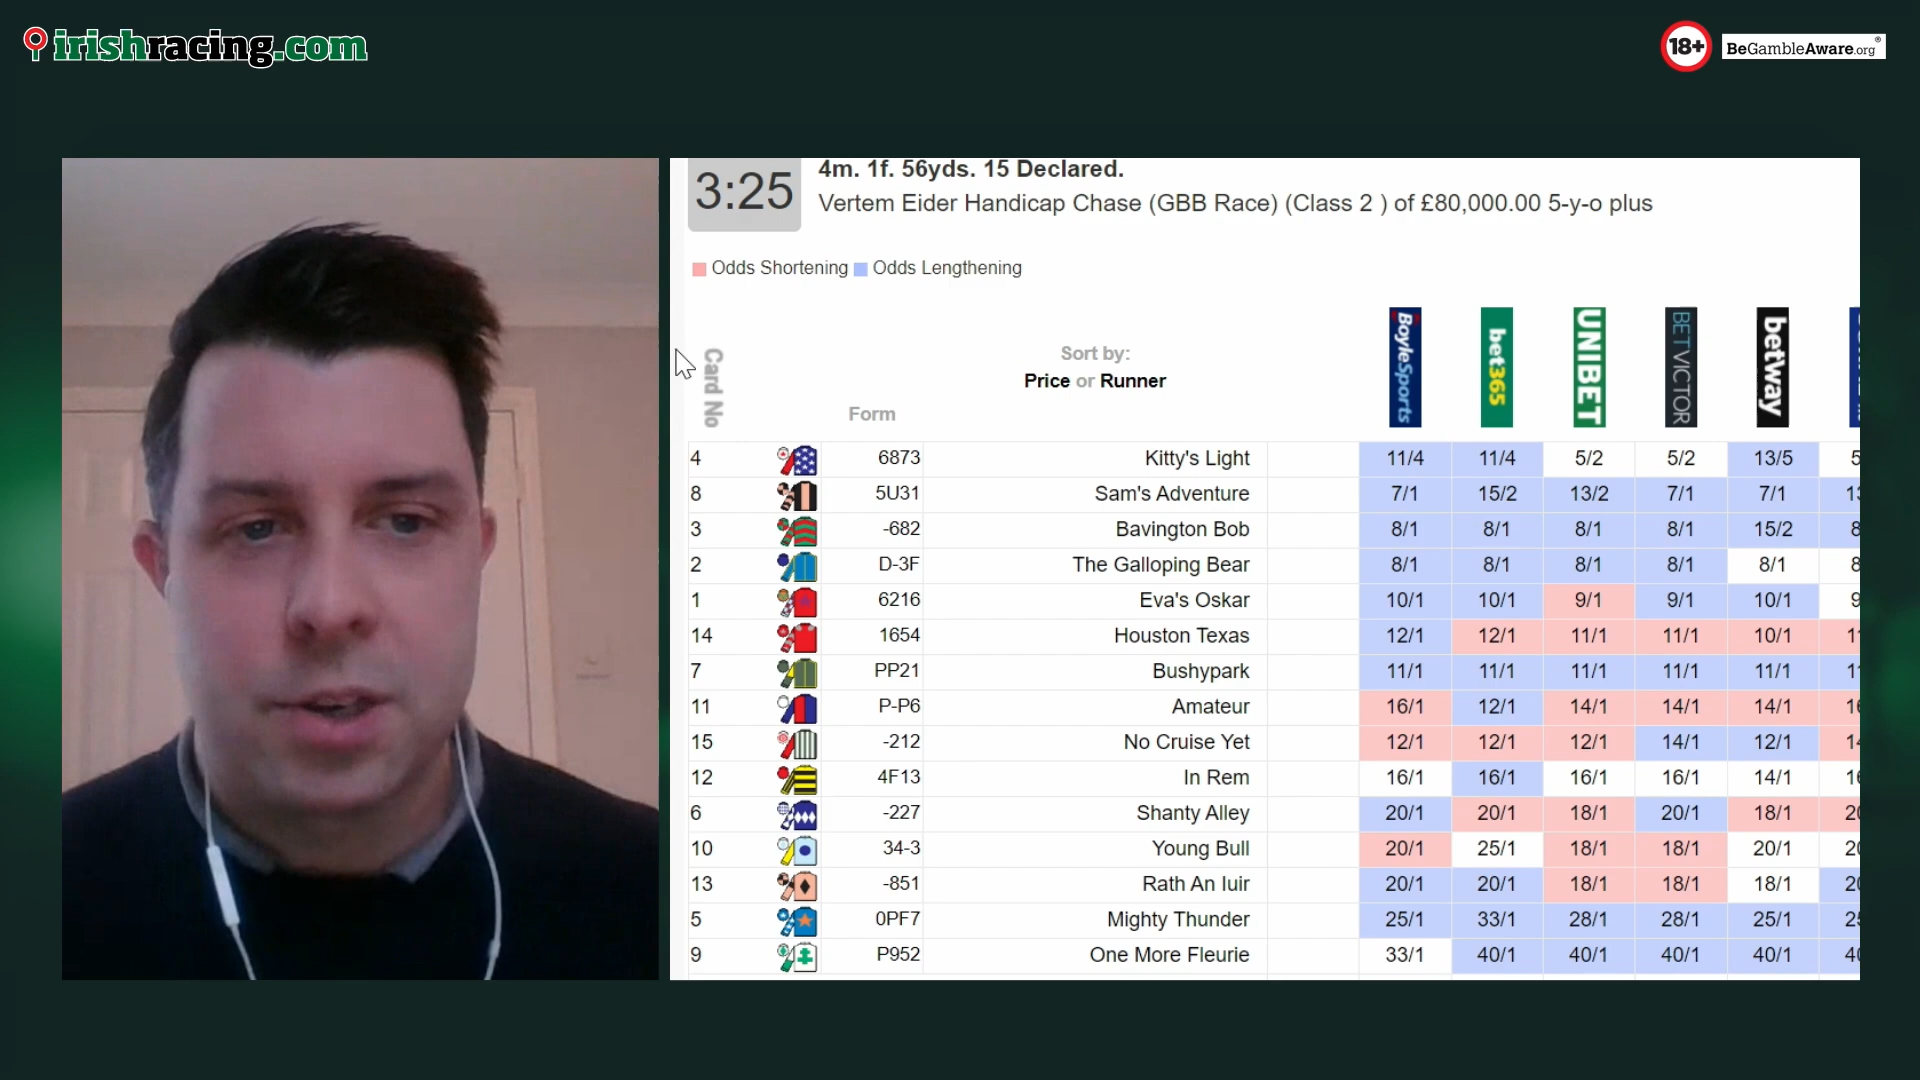 irishracing.com
18+ BeGambleAware.org®
3:25
4m. 1f. 56yds. 15 Declared.
Vertem Eider Handicap Chase (GBB Race) (Class 2 ) of £80,000.00 5-y-o plus
Odds Shortening Odds Lengthening
Card No
Form
Sort by:
Price or Runner
BoyleSports bet365 UNIBET BETVICTOR betway
4 6873 Kitty's Light 11/4 11/4 5/2 5/2 13/5
8 5U31 Sam's Adventure 7/1 15/2 13/2 7/1 7/1
3 -682 Bavington Bob 8/1 8/1 8/1 8/1 15/2
2 D-3F The Galloping Bear 8/1 8/1 8/1 8/1 8/1
1 6216 Eva's Oskar 10/1 10/1 9/1 9/1 10/1
14 1654 Houston Texas 12/1 12/1 11/1 11/1 10/1
7 PP21 Bushypark 11/1 11/1 11/1 11/1 11/1
11 P-P6 Amateur 16/1 12/1 14/1 14/1 14/1
15 -212 No Cruise Yet 12/1 12/1 12/1 14/1 12/1
12 4F13 In Rem 16/1 16/1 16/1 16/1 14/1
6 -227 Shanty Alley 20/1 20/1 18/1 20/1 18/1
10 34-3 Young Bull 20/1 25/1 18/1 18/1 20/1
13 -851 Rath An Iuir 20/1 20/1 18/1 18/1 18/1
5 0PF7 Mighty Thunder 25/1 33/1 28/1 28/1 25/1
9 P952 One More Fleurie 33/1 40/1 40/1 40/1 40/1